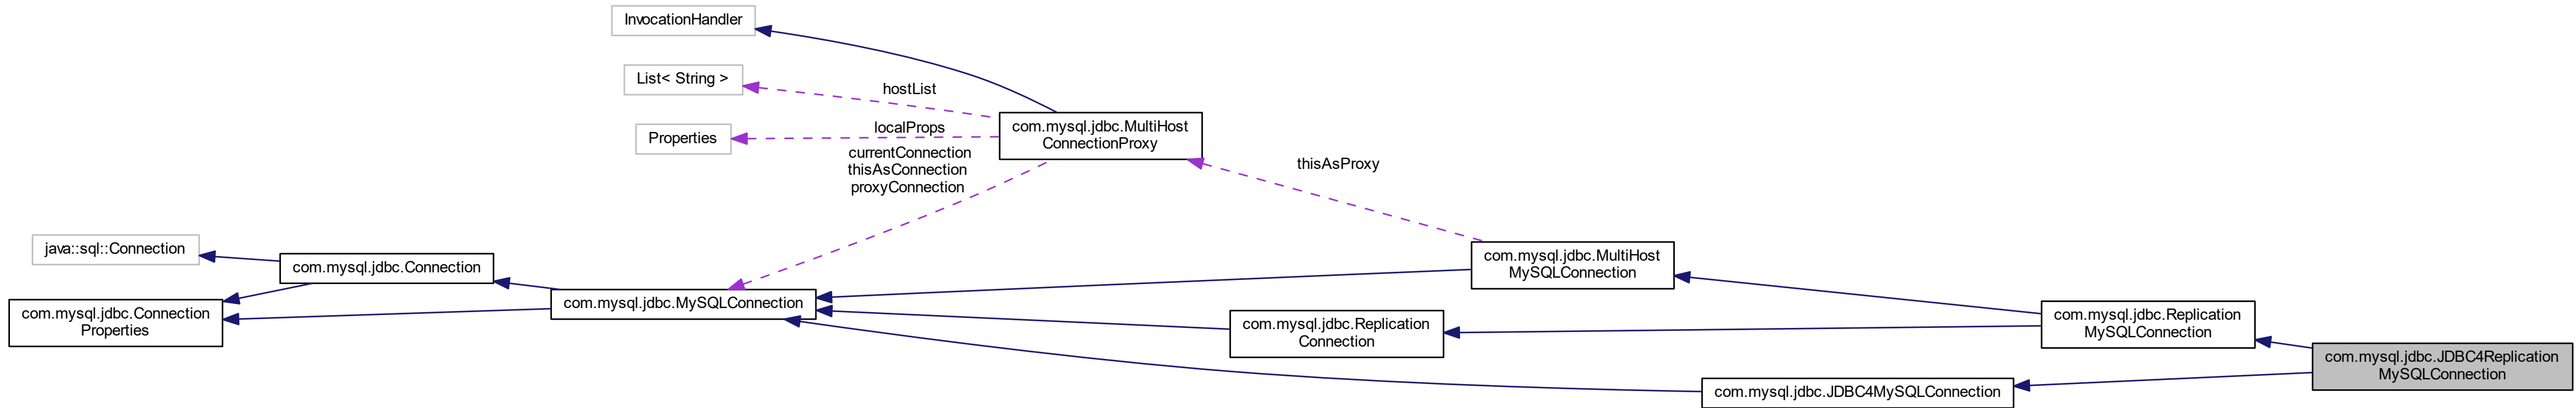 InvocationHandler
List< String >
hostList
Properties
localProps
com.mysql.jdbc.MultiHost
ConnectionProxy
currentConnection
thisAsConnection
proxyConnection
thisAsProxy
java::sql::Connection
com.mysql.jdbc.Connection
com.mysql.jdbc.Connection
Properties
com.mysql.jdbc.MySQLConnection
com.mysql.jdbc.MultiHost
MySQLConnection
com.mysql.jdbc.Replication
Connection
com.mysql.jdbc.Replication
MySQLConnection
com.mysql.jdbc.JDBC4MySQLConnection
com.mysql.jdbc.JDBC4Replication
MySQLConnection